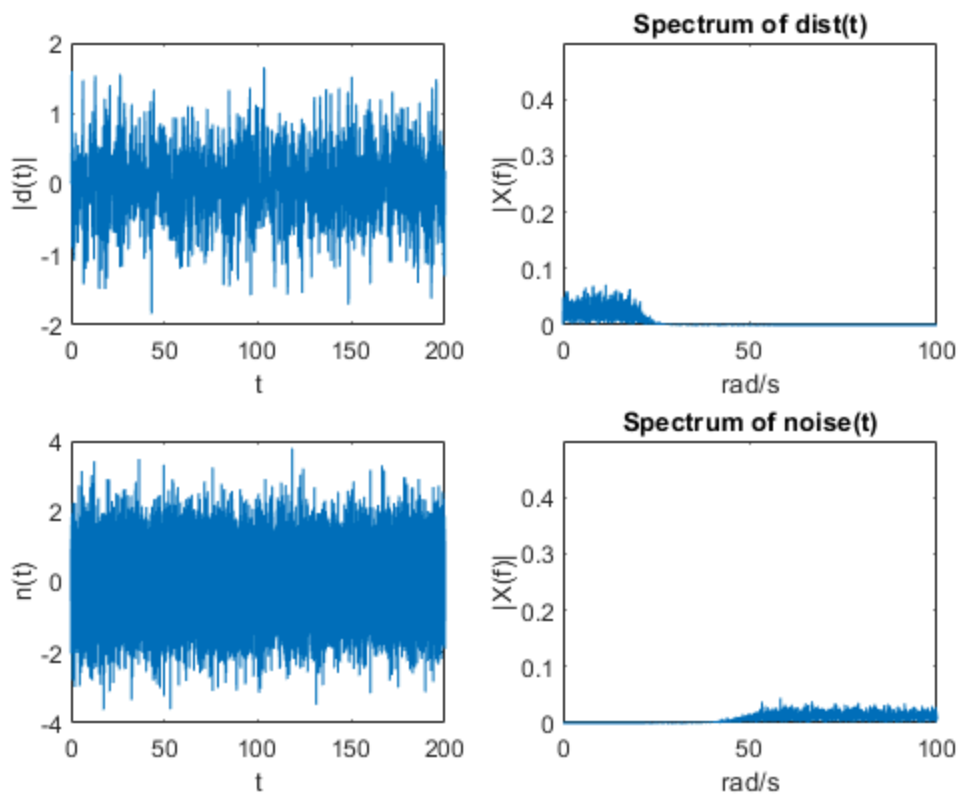 |d(t)|
2
1
0
-1
-2
0 50 100 150 200
t
Spectrum of dist(t)
|X(f)|
0.4
0.3
0.2
0.1
0
0 50 100
rad/s
n(t)
4
2
0
-2
-4
0 50 100 150 200
t
Spectrum of noise(t)
|X(f)|
0.4
0.3
0.2
0.1
0
0 50 100
rad/s